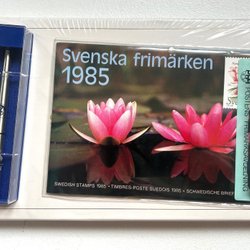 Svenska frimärken
1985
SWEDISH STAMPS 1985 • TIMBRES-POSTE SUEDOIS 1985 • SCHWEDISCHE BRIEF